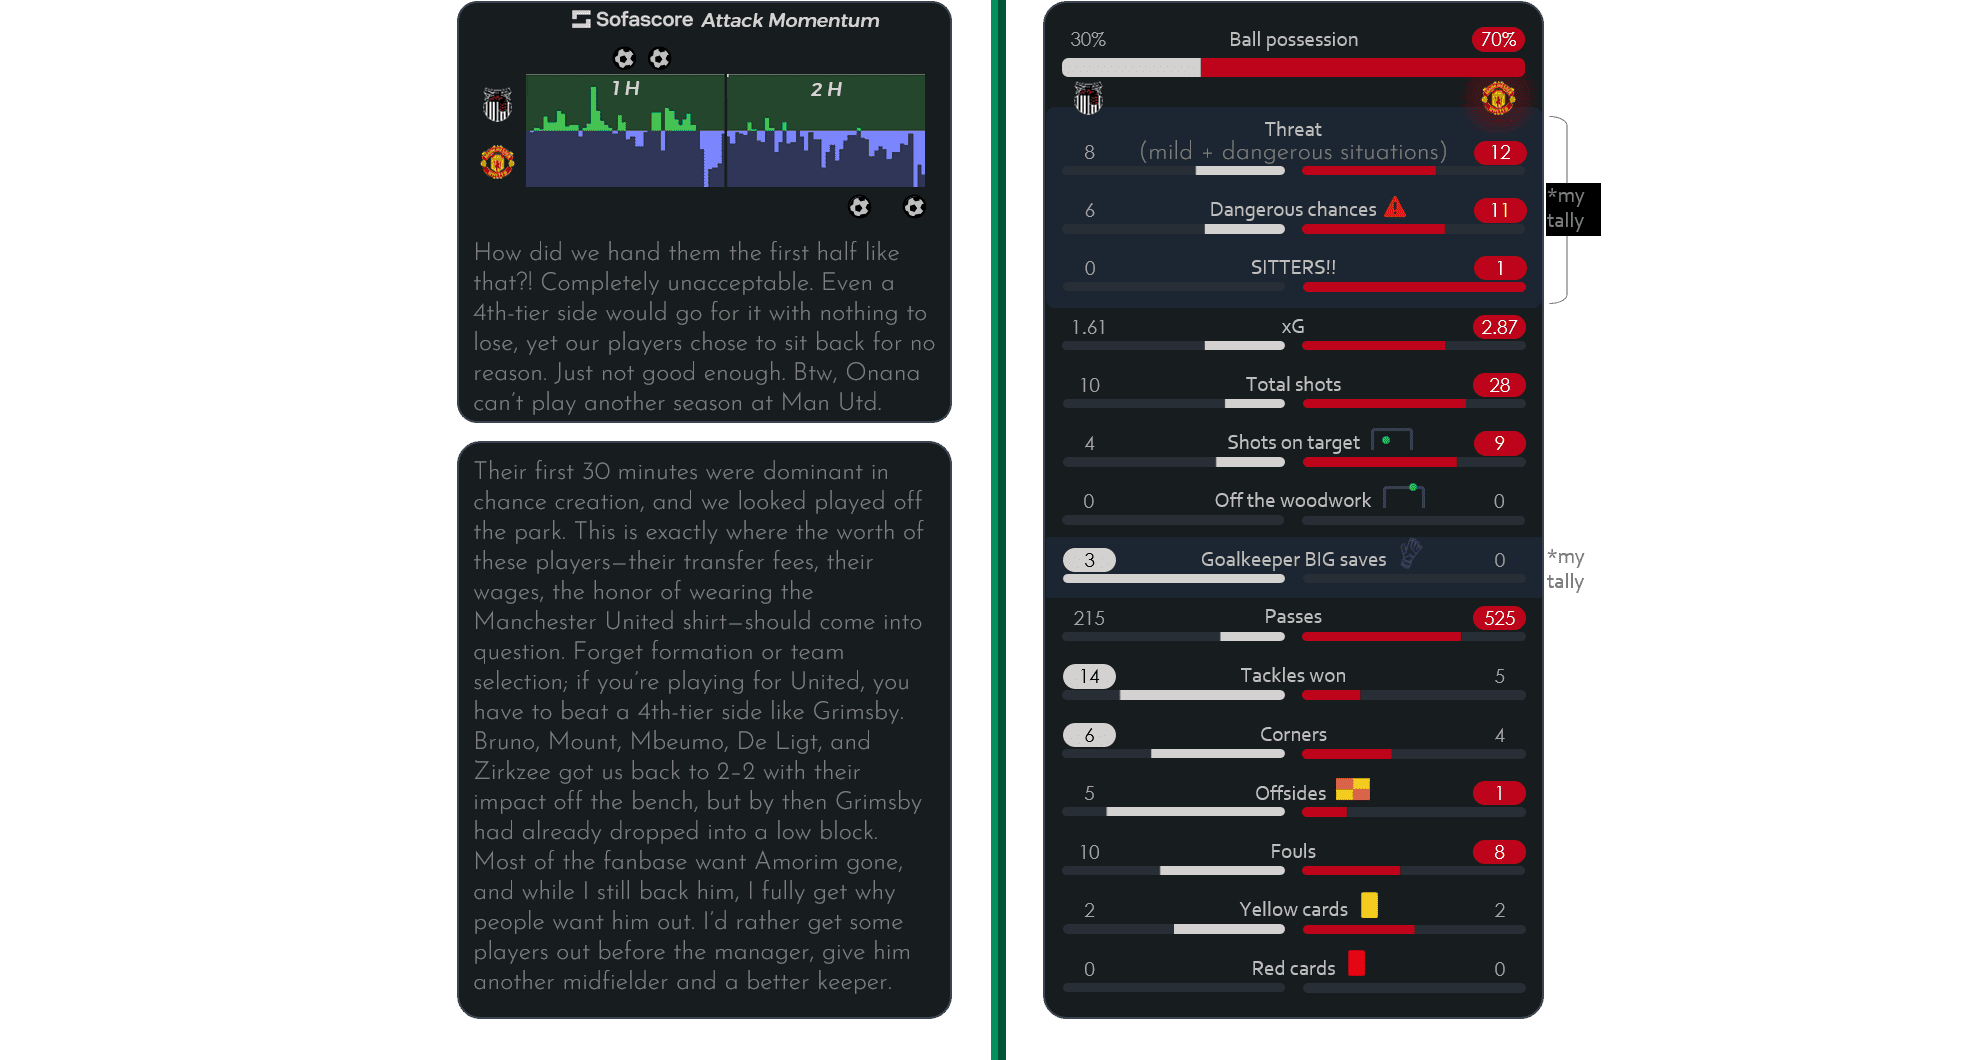 Sofascore Attack Momentum
1 H
2 H
How did we hand them the first half like
that?! Completely unacceptable. Even a
4th-tier side would go for it with nothing to
lose, yet our players chose to sit back for no
reason. Just not good enough. Btw, Onana
can't play another season at Man Utd.
Their first 30 minutes were dominant in
chance creation, and we looked played off
the park. This is exactly where the worth of
these players—their transfer fees, their
wages, the honor of wearing the
Manchester United shirt—should come into
question. Forget formation or team
selection; if you're playing for United, you
have to beat a 4th-tier side like Grimsby.
Bruno, Mount, Mbeumo, De Ligt, and
Zirkzee got us back to 2–2 with their
impact off the bench, but by then Grimsby
had already dropped into a low block.
Most of the fanbase want Amorim gone,
and while I still back him, I fully get why
people want him out. I'd rather get some
players out before the manager, give him
another midfielder and a better keeper.
30% Ball possession 70%
Threat
8 (mild + dangerous situations) 12
6 Dangerous chances 11
0 SITTERS!! 1
*my
tally
1.61 xG 2.87
10 Total shots 28
4 Shots on target 9
0 Off the woodwork 0
3 Goalkeeper BIG saves 0
*my
tally
215 Passes 525
14 Tackles won 5
6 Corners 4
5 Offsides 1
10 Fouls 8
2 Yellow cards 2
0 Red cards 0